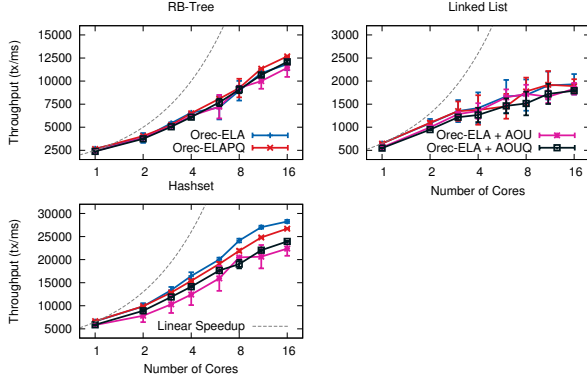 RB-Tree
Throughput (tx/ms)
15000
12500
10000
7500
5000
2500
1 2 4 8 16
Orec-ELA
Orec-ELAPQ
Linked List
3000
2500
2000
1500
1000
500
0
1 2 4 8 16
Orec-ELA + AOU
Orec-ELA + AOUQ
Number of Cores
Hashset
Throughput (tx/ms)
30000
25000
20000
15000
10000
5000
1 2 4 8 16
Linear Speedup
Number of Cores